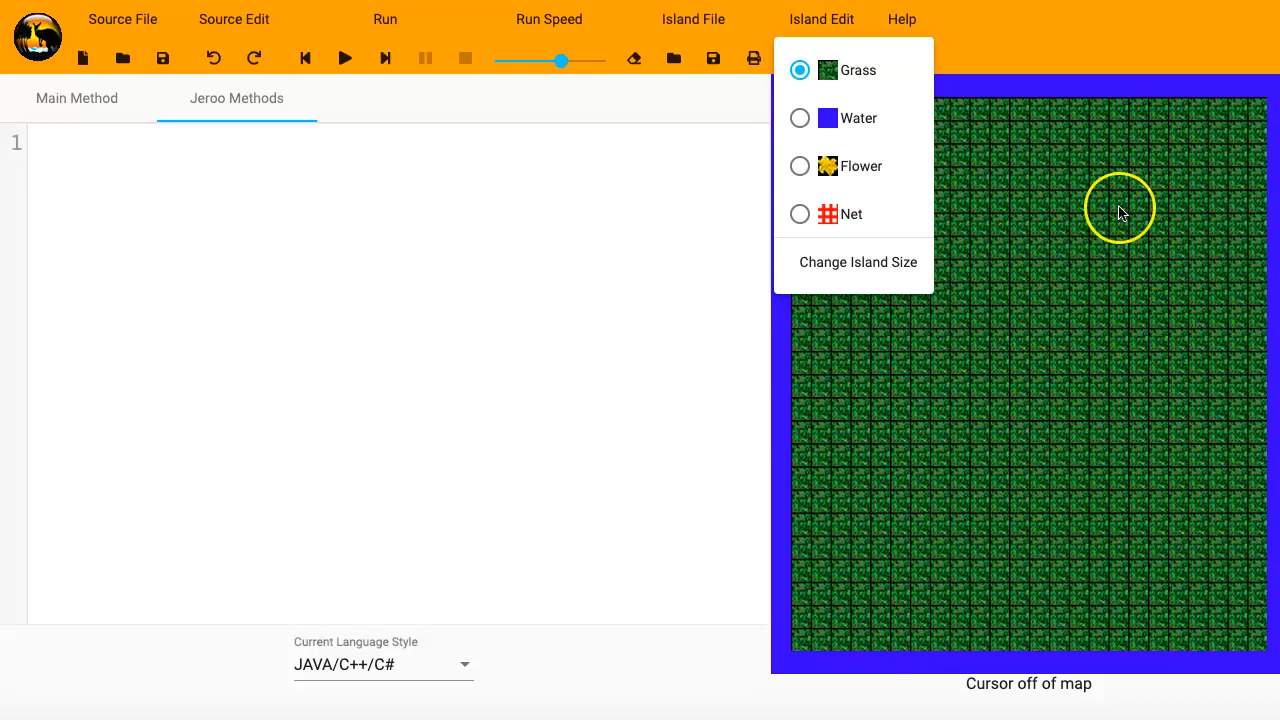 Source File Source Edit Run Run Speed Island File Island Edit Help
Grass
Water
Flower
Net
Change Island Size
Main Method Jeroo Methods
1
Current Language Style
JAVA/C++/C#
Cursor off of map